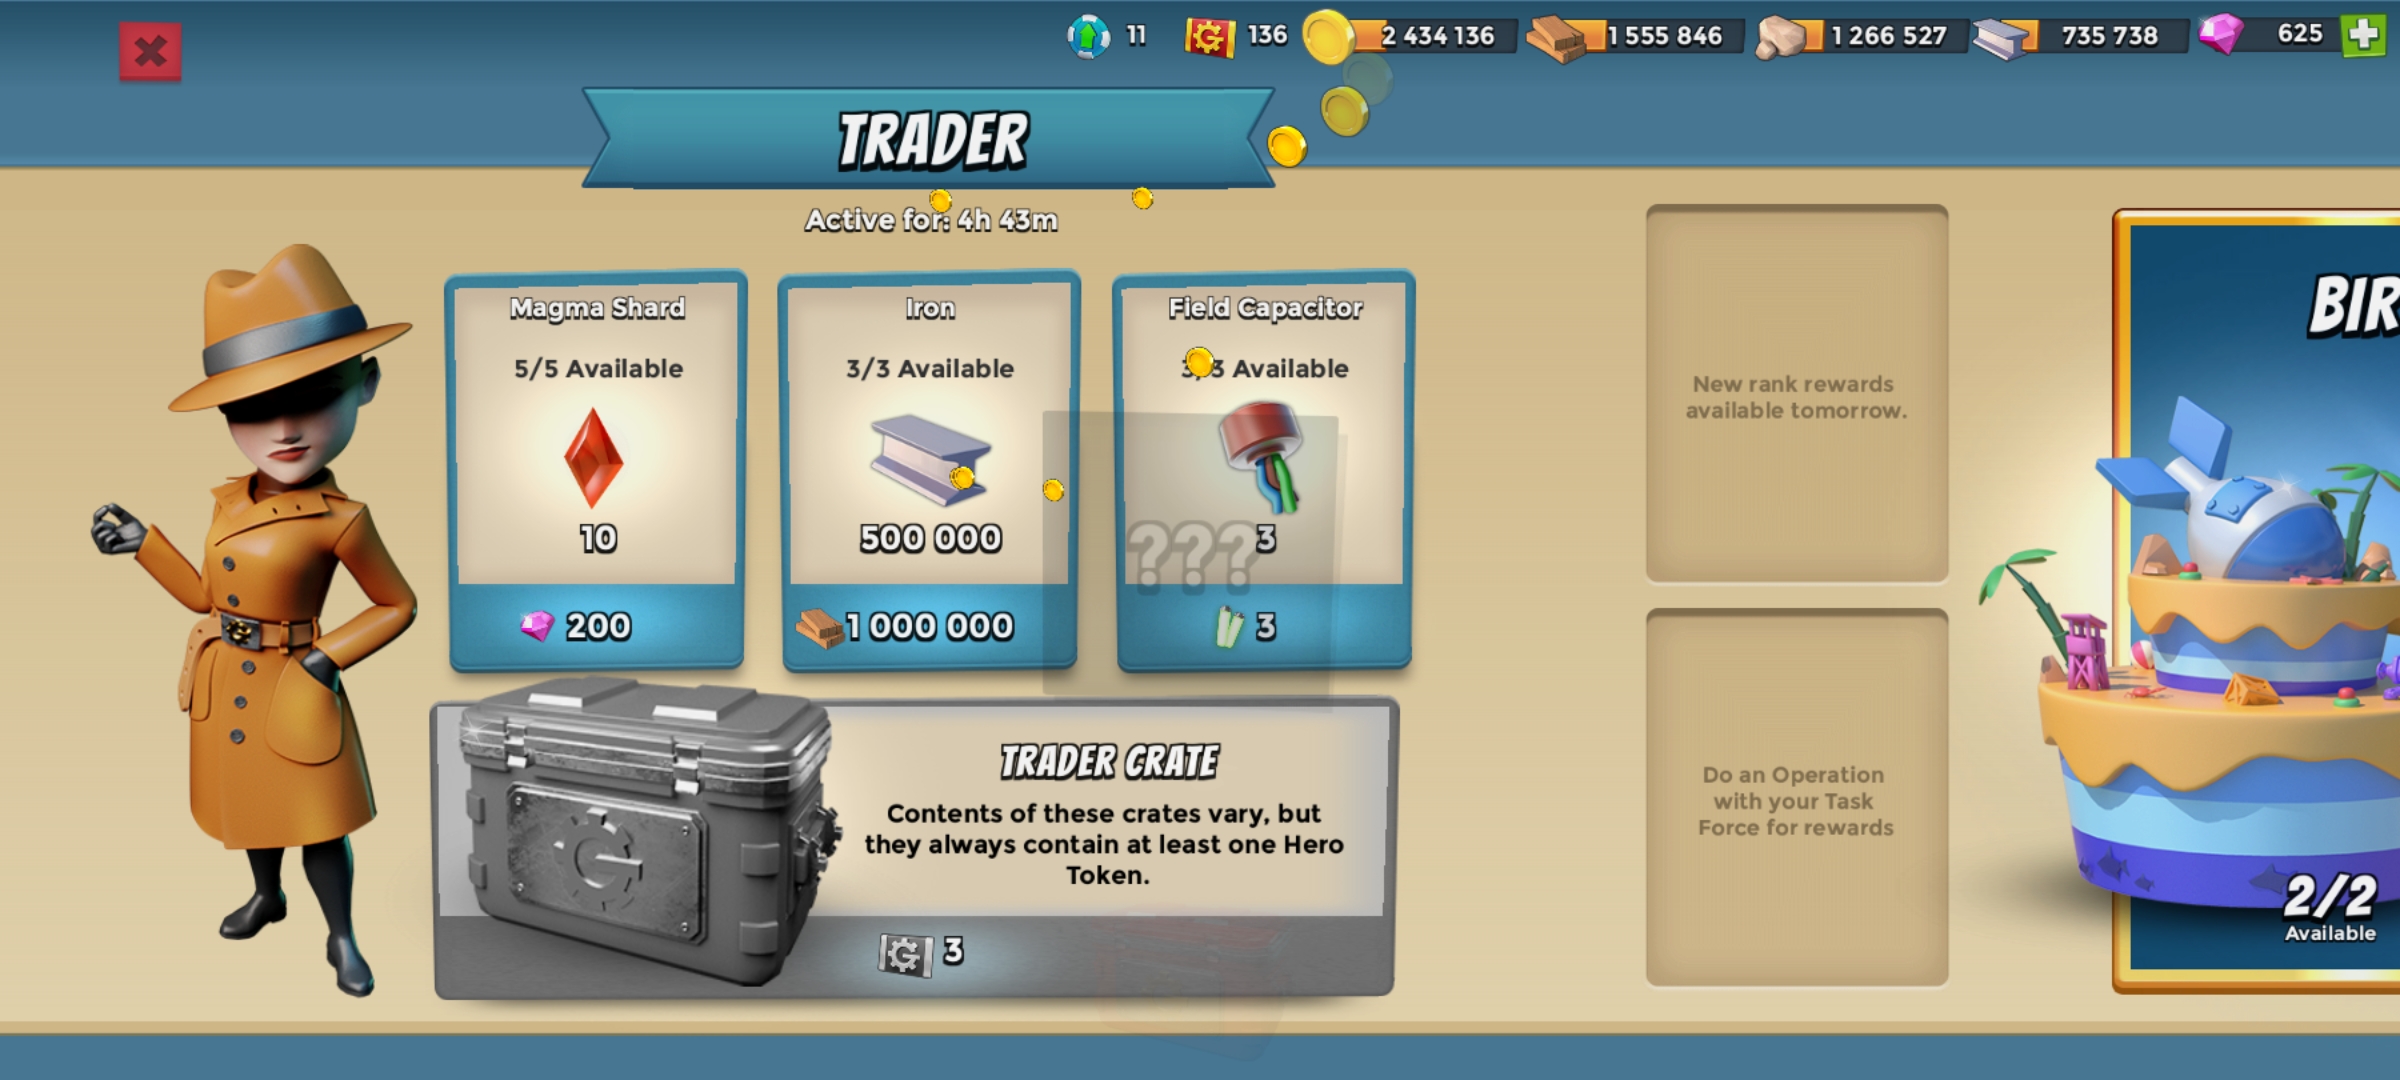 11
136
2 434 136
1 555 846
1 266 527
735 738
625
TRADER
Active for: 4h 43m
Magma Shard
5/5 Available
10
200
Iron
3/3 Available
500 000
1 000 000
Field Capacitor
3/3 Available
3
3
???
TRADER CRATE
Contents of these crates vary, but
they always contain at least one Hero
Token.
3
New rank rewards
available tomorrow.
Do an Operation
with your Task
Force for rewards
BIR
2/2
Available